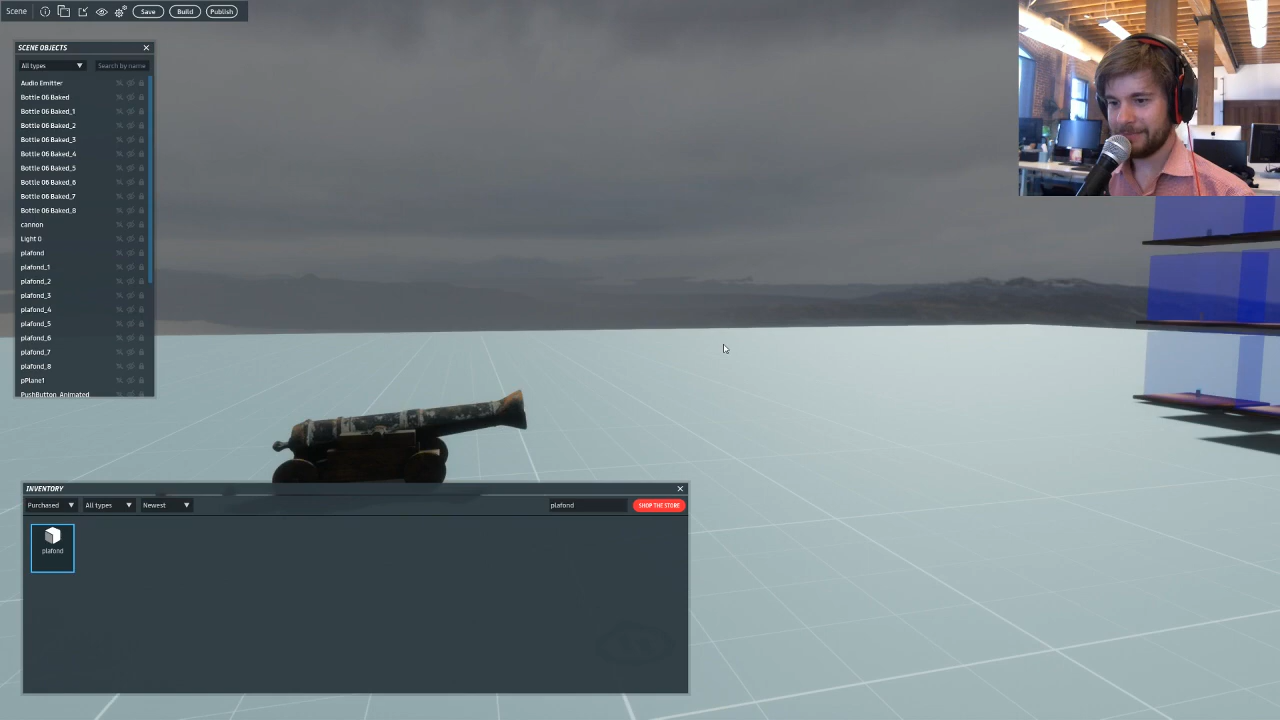 Scene
Save
Build
Publish
SCENE OBJECTS
All types
Search by name
Audio Emitter
Bottle 06 Baked
Bottle 06 Baked_1
Bottle 06 Baked_2
Bottle 06 Baked_3
Bottle 06 Baked_4
Bottle 06 Baked_5
Bottle 06 Baked_6
Bottle 06 Baked_7
Bottle 06 Baked_8
cannon
Light 0
plafond
plafond_1
plafond_2
plafond_3
plafond_4
plafond_5
plafond_6
plafond_7
plafond_8
pPlane1
PushButton_Animated
INVENTORY
Purchased
All types
Newest
plafond
SHOP THE STORE
plafond